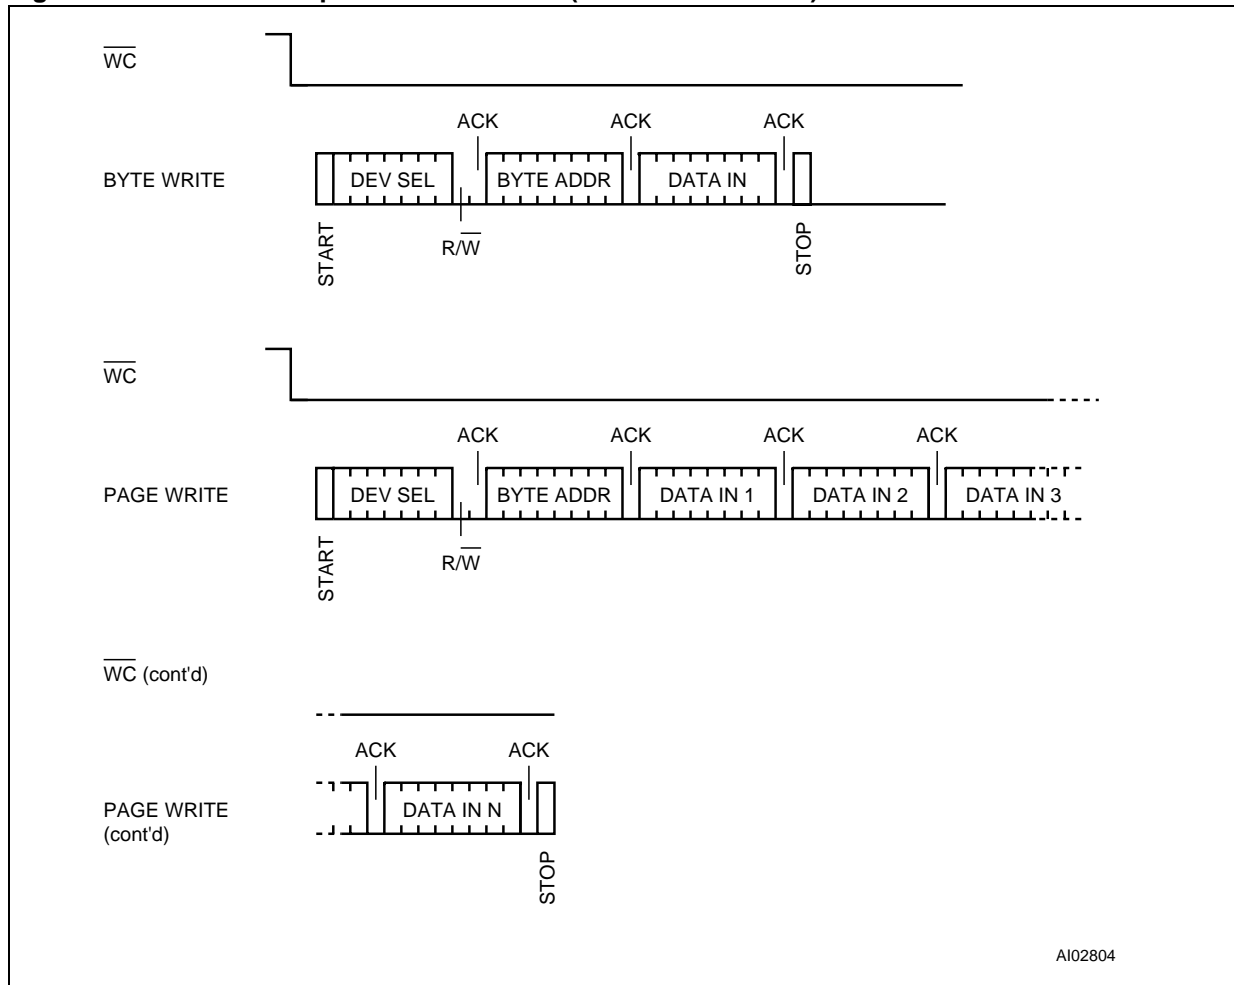 WC
ACK ACK ACK
BYTE WRITE DEV SEL BYTE ADDR DATA IN
START R/W STOP
WC
ACK ACK ACK ACK
PAGE WRITE DEV SEL BYTE ADDR DATA IN 1 DATA IN 2 DATA IN 3
START R/W
WC (cont'd)
ACK ACK
PAGE WRITE DATA IN N
(cont'd)
STOP
AI02804